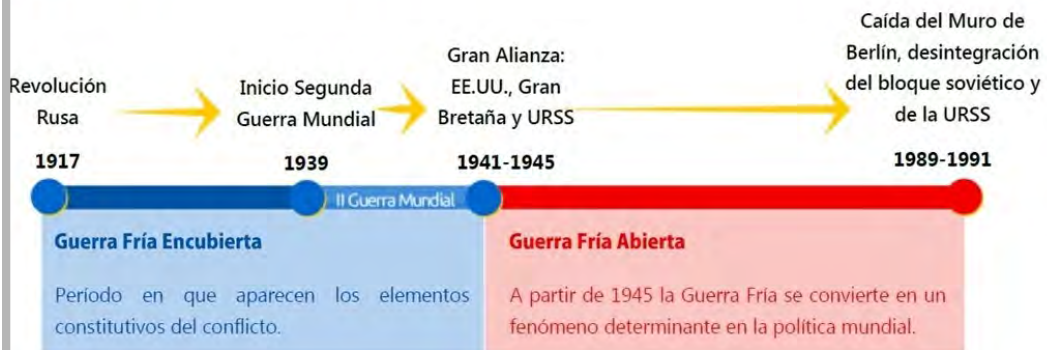 Revolución
Rusa
1917
Inicio Segunda
Guerra Mundial
1939
Gran Alianza:
EE.UU., Gran
Bretaña y URSS
1941-1945
Caída del Muro de
Berlín, desintegración
del bloque soviético y
de la URSS
1989-1991
II Guerra Mundial
Guerra Fría Encubierta
Período en que aparecen los elementos
constitutivos del conflicto.
Guerra Fría Abierta
A partir de 1945 la Guerra Fría se convierte en un
fenómeno determinante en la política mundial.